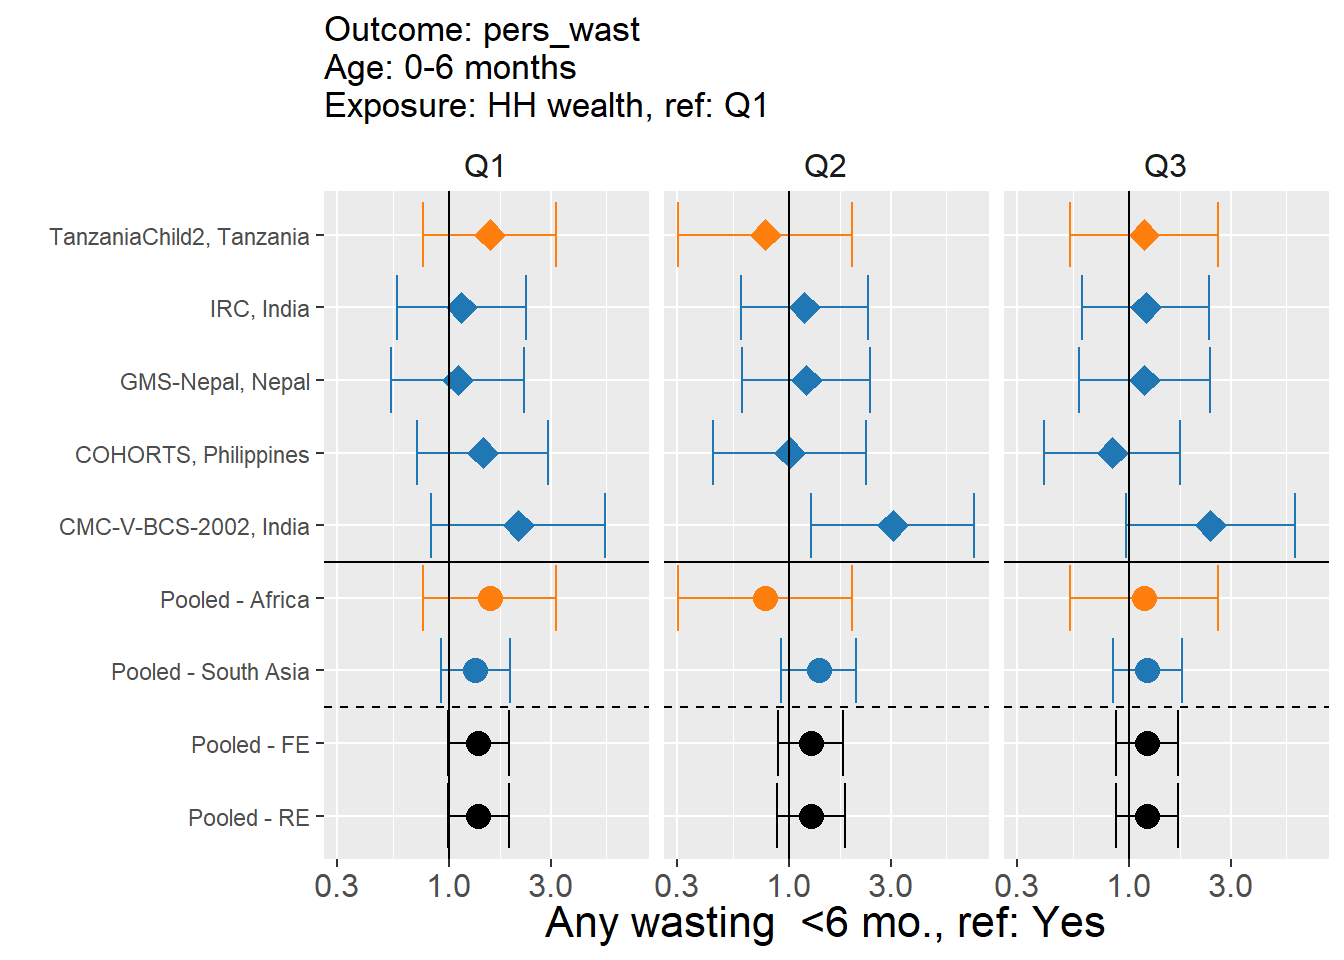 Outcome: pers_wast
Age: 0-6 months
Exposure: HH wealth, ref: Q1
Q1 Q2 Q3
TanzaniaChild2, Tanzania
IRC, India
GMS-Nepal, Nepal
COHORTS, Philippines
CMC-V-BCS-2002, India
Pooled - Africa
Pooled - South Asia
Pooled - FE
Pooled - RE
0.3 1.0 3.0 0.3 1.0 3.0 0.3 1.0 3.0
Any wasting  <6 mo., ref: Yes